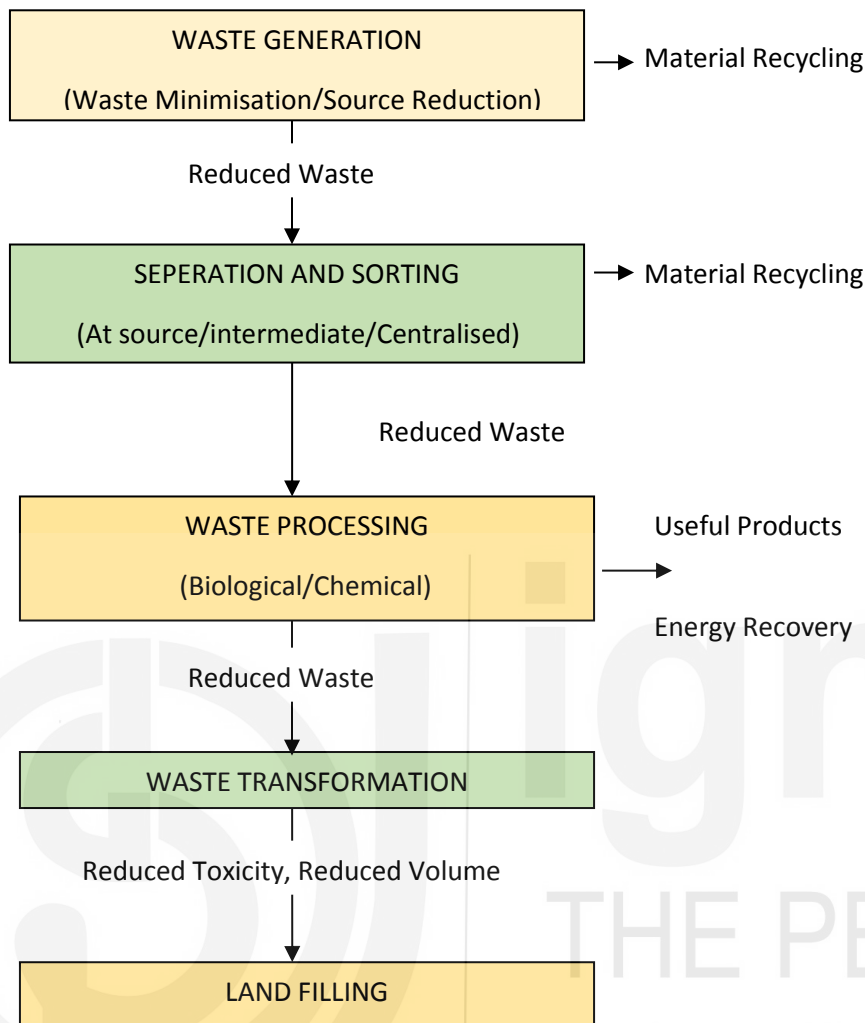 WASTE GENERATION
(Waste Minimisation/Source Reduction)
Material Recycling
Reduced Waste
SEPERATION AND SORTING
(At source/intermediate/Centralised)
Material Recycling
Reduced Waste
WASTE PROCESSING
(Biological/Chemical)
Useful Products
Energy Recovery
Reduced Waste
WASTE TRANSFORMATION
Reduced Toxicity, Reduced Volume
LAND FILLING